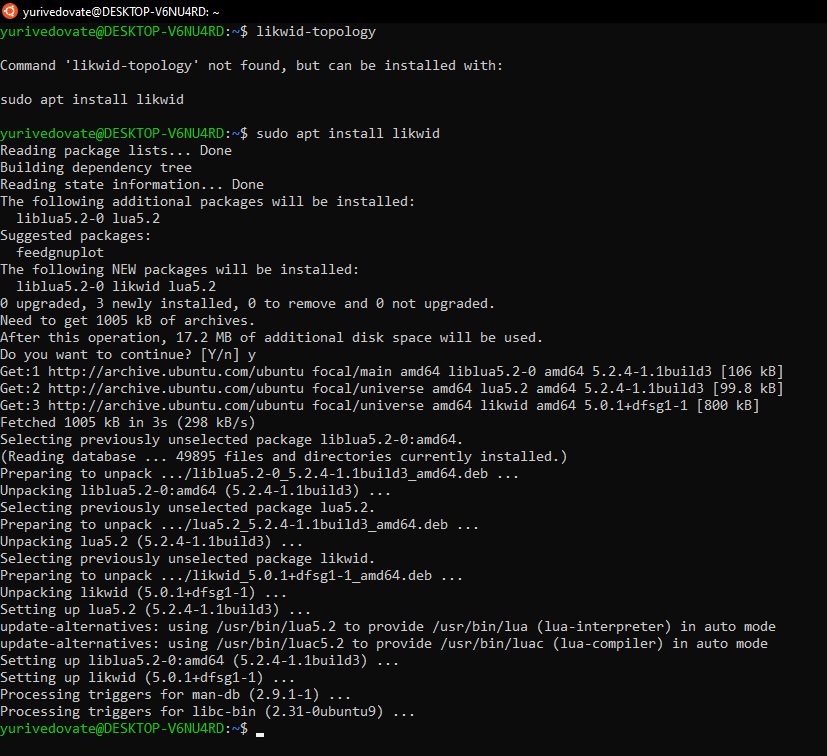 yurivedovate@DESKTOP-V6NU4RD: ~
yurivedovate@DESKTOP-V6NU4RD:~$ likwid-topology
Command 'likwid-topology' not found, but can be installed with:
sudo apt install likwid
yurivedovate@DESKTOP-V6NU4RD:~$ sudo apt install likwid
Reading package lists... Done
Building dependency tree
Reading state information... Done
The following additional packages will be installed:
  liblua5.2-0 lua5.2
Suggested packages:
  feedgnuplot
The following NEW packages will be installed:
  liblua5.2-0 likwid lua5.2
0 upgraded, 3 newly installed, 0 to remove and 0 not upgraded.
Need to get 1005 kB of archives.
After this operation, 17.2 MB of additional disk space will be used.
Do you want to continue? [Y/n] y
Get:1 http://archive.ubuntu.com/ubuntu focal/main amd64 liblua5.2-0 amd64 5.2.4-1.1build3 [106 kB]
Get:2 http://archive.ubuntu.com/ubuntu focal/universe amd64 lua5.2 amd64 5.2.4-1.1build3 [99.8 kB]
Get:3 http://archive.ubuntu.com/ubuntu focal/universe amd64 likwid amd64 5.0.1+dfsg1-1 [800 kB]
Fetched 1005 kB in 3s (298 kB/s)
Selecting previously unselected package liblua5.2-0:amd64.
(Reading database ... 49895 files and directories currently installed.)
Preparing to unpack .../liblua5.2-0_5.2.4-1.1build3_amd64.deb ...
Unpacking liblua5.2-0:amd64 (5.2.4-1.1build3) ...
Selecting previously unselected package lua5.2.
Preparing to unpack .../lua5.2_5.2.4-1.1build3_amd64.deb ...
Unpacking lua5.2 (5.2.4-1.1build3) ...
Selecting previously unselected package likwid.
Preparing to unpack .../likwid_5.0.1+dfsg1-1_amd64.deb ...
Unpacking likwid (5.0.1+dfsg1-1) ...
Setting up lua5.2 (5.2.4-1.1build3) ...
update-alternatives: using /usr/bin/lua5.2 to provide /usr/bin/lua (lua-interpreter) in auto mode
update-alternatives: using /usr/bin/luac5.2 to provide /usr/bin/luac (lua-compiler) in auto mode
Setting up liblua5.2-0:amd64 (5.2.4-1.1build3) ...
Setting up likwid (5.0.1+dfsg1-1) ...
Processing triggers for man-db (2.9.1-1) ...
Processing triggers for libc-bin (2.31-0ubuntu9) ...
yurivedovate@DESKTOP-V6NU4RD:~$